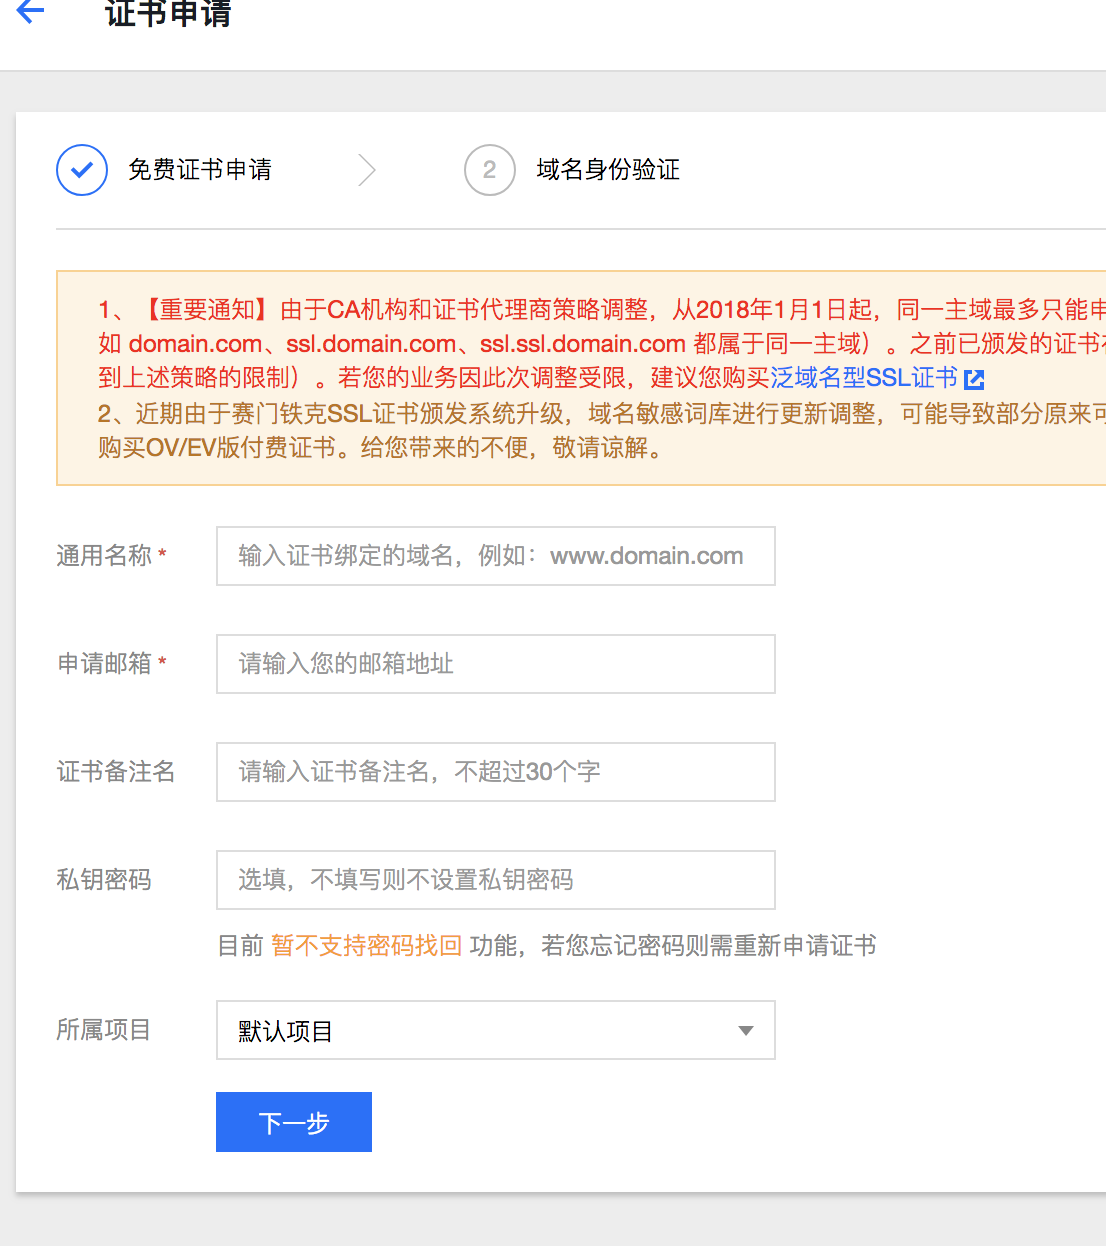 证书申请
免费证书申请
2 域名身份验证
1、【重要通知】由于CA机构和证书代理商策略调整，从2018年1月1日起，同一主域最多只能申
如 domain.com、ssl.domain.com、ssl.ssl.domain.com 都属于同一主域）。之前已颁发的证书
到上述策略的限制）。若您的业务因此次调整受限，建议您购买泛域名型SSL证书
2、近期由于赛门铁克SSL证书颁发系统升级，域名敏感词库进行更新调整，可能导致部分原来可
购买OV/EV版付费证书。给您带来的不便，敬请谅解。
通用名称 * 输入证书绑定的域名，例如：www.domain.com
申请邮箱 * 请输入您的邮箱地址
证书备注名 请输入证书备注名，不超过30个字
私钥密码 选填，不填写则不设置私钥密码
目前 暂不支持密码找回 功能，若您忘记密码则需重新申请证书
所属项目 默认项目
下一步